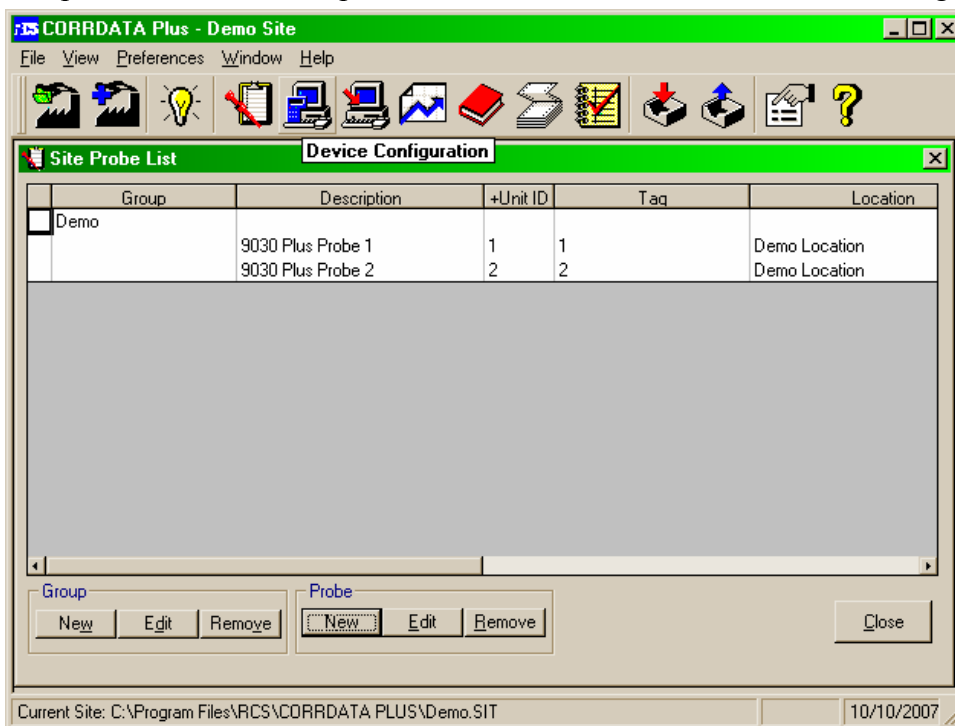 rcs CORRDATA Plus - Demo Site
File View Preferences Window Help
Device Configuration
Site Probe List
Group Description +Unit ID Tag Location
Demo
9030 Plus Probe 1 1 1 Demo Location
9030 Plus Probe 2 2 2 Demo Location
Group Probe
New Edit Remove New Edit Remove Close
Current Site: C:\Program Files\RCS\CORRDATA PLUS\Demo.SIT 10/10/2007